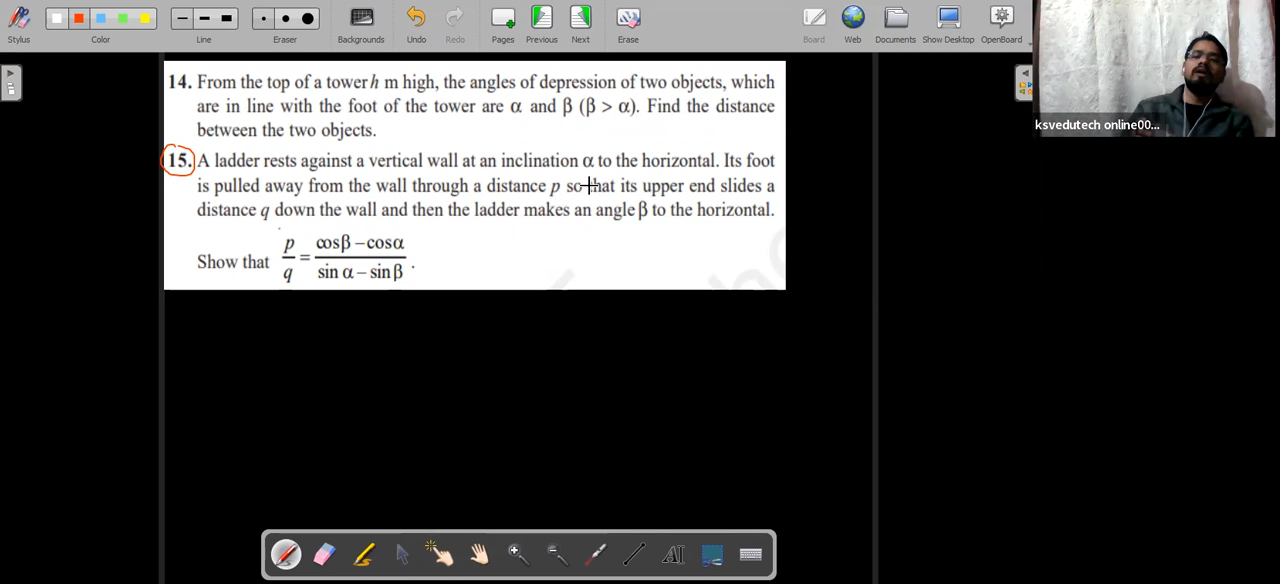 Stylus Color Line Eraser Backgrounds Undo Redo Pages Previous Next Erase Board Web Documents Show Desktop OpenBoard
ksvedutech online00...
14. From the top of a tower h m high, the angles of depression of two objects, which
are in line with the foot of the tower are α and β (β > α). Find the distance
between the two objects.
15. A ladder rests against a vertical wall at an inclination α to the horizontal. Its foot
is pulled away from the wall through a distance p so that its upper end slides a
distance q down the wall and then the ladder makes an angle β to the horizontal.
Show that p/q = (cosβ – cosα)/(sin α – sin β).
AI